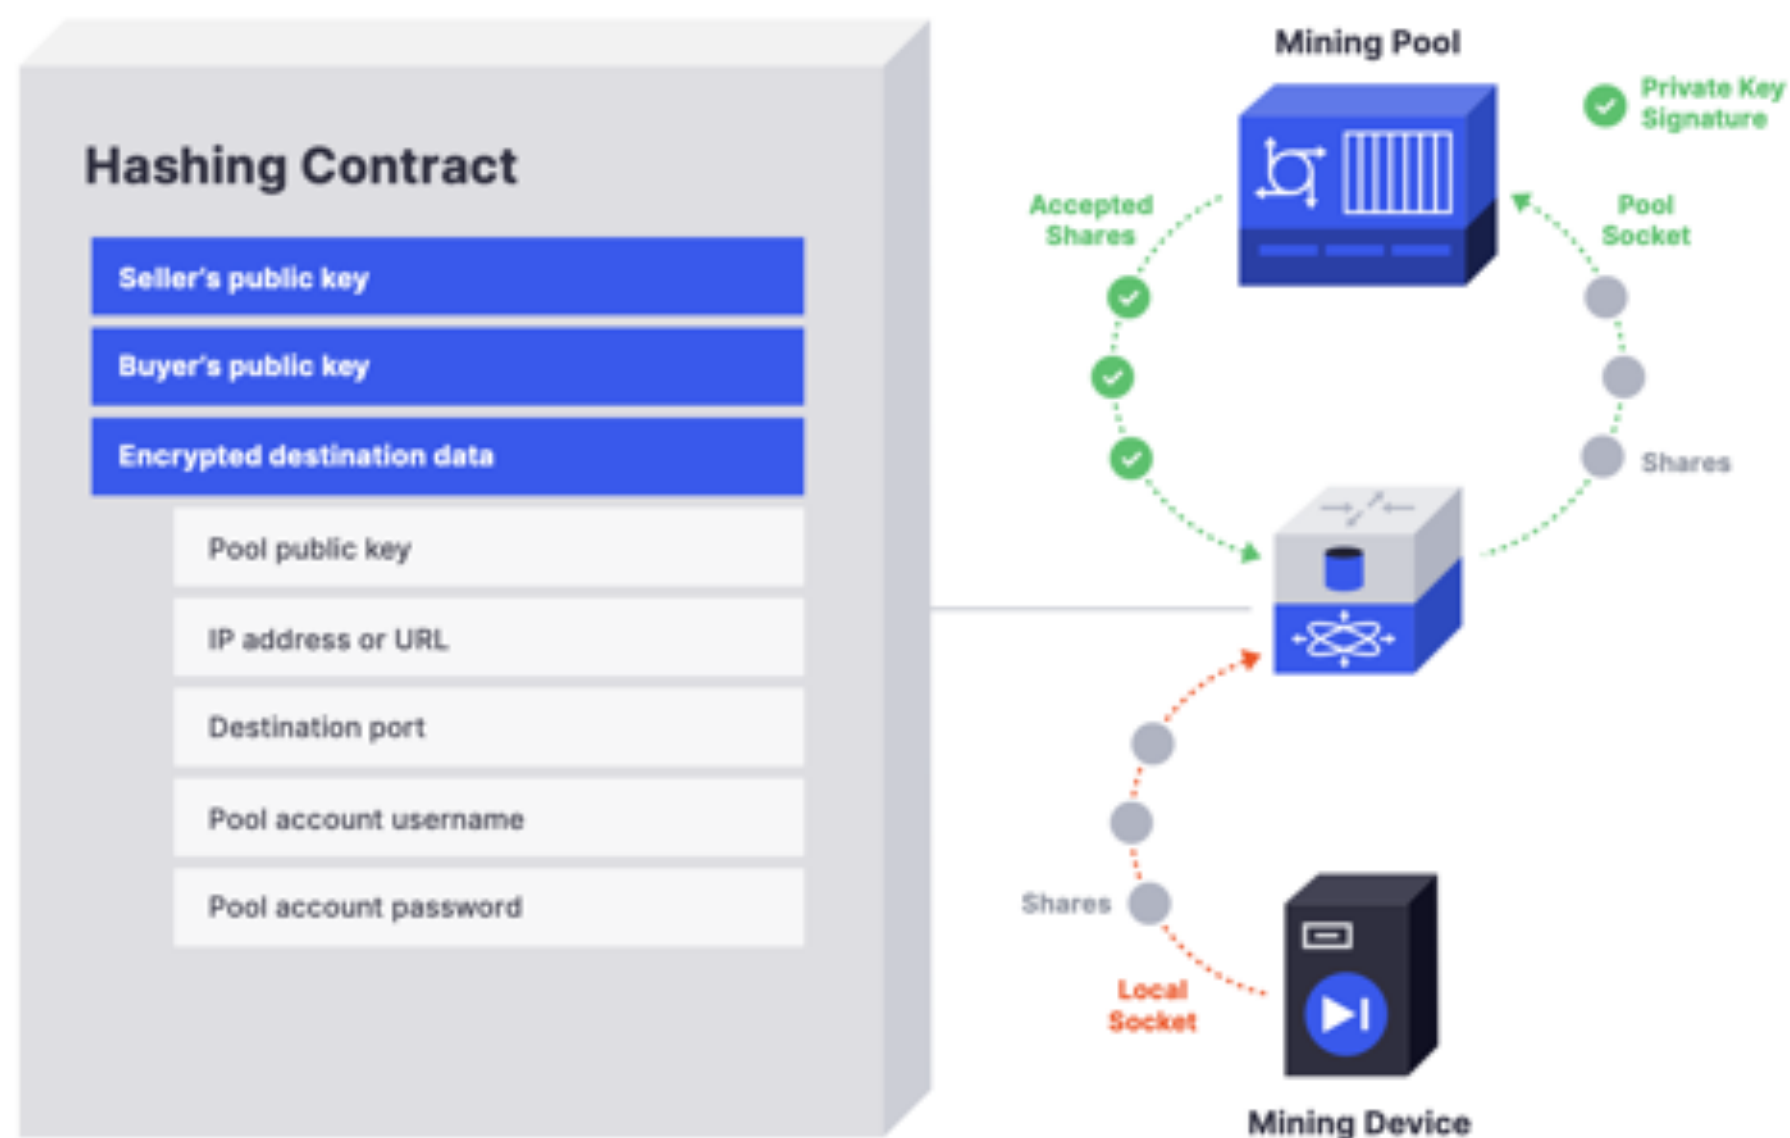 Hashing Contract
Seller's public key
Buyer's public key
Encrypted destination data
Pool public key
IP address or URL
Destination port
Pool account username
Pool account password
Mining Pool
Private Key
Signature
Accepted
Shares
Pool
Socket
Shares
Shares
Local
Socket
Mining Device